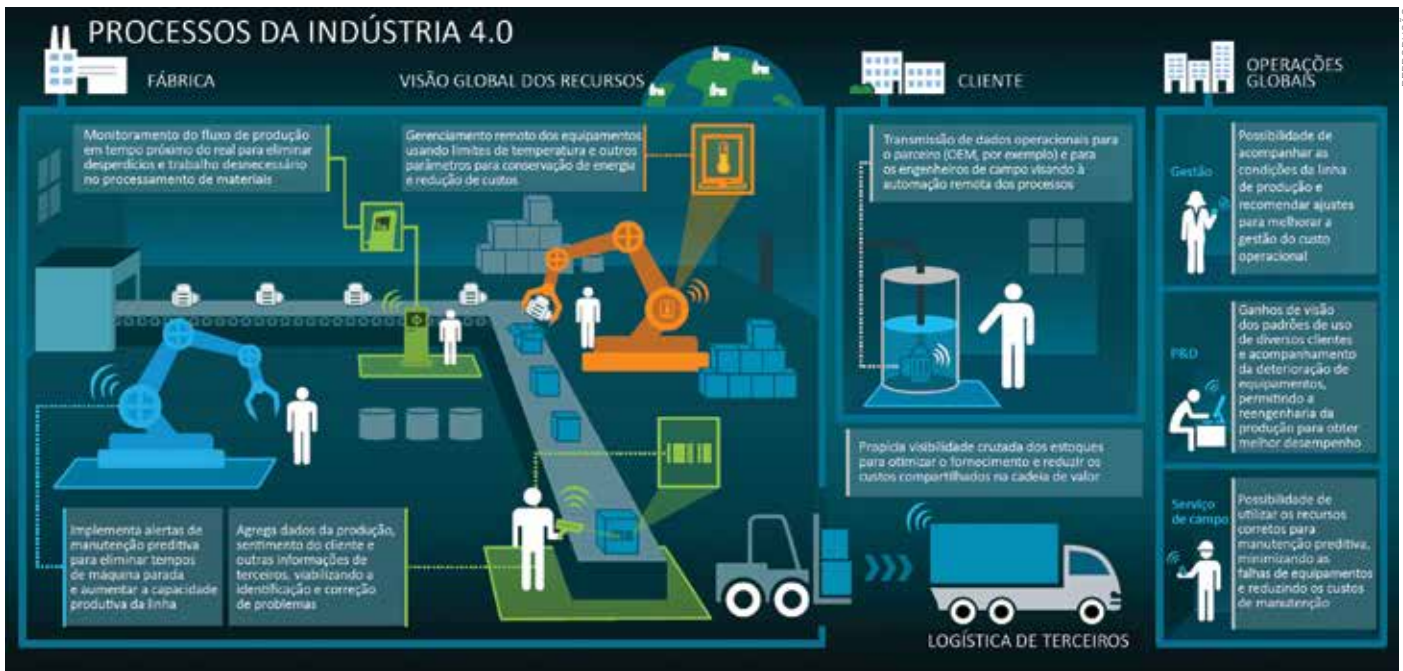 PROCESSOS DA INDÚSTRIA 4.0
FÁBRICA
VISÃO GLOBAL DOS RECURSOS
Monitoramento do fluxo de produção
em tempo próximo do real para eliminar
desperdícios e trabalho desnecessário
no processamento de materiais
Gerenciamento remoto dos equipamentos
usando limites de temperatura e outros
parâmetros para conservação de energia
e redução de custos
Implementa alertas de
manutenção preditiva
para eliminar tempos
de máquina parada
e aumentar a capacidade
produtiva da linha
Agrega dados da produção,
sentimento do cliente e
outras informações de
terceiros, viabilizando a
identificação e correção
de problemas
CLIENTE
Transmissão de dados operacionais para
o parceiro (OEM, por exemplo) e para
os engenheiros de campo visando à
automação remota dos processos
Propicia visibilidade cruzada dos estoques
para otimizar o fornecimento e reduzir os
custos compartilhados na cadeia de valor
LOGÍSTICA DE TERCEIROS
OPERAÇÕES
GLOBAIS
Gestão
Possibilidade de
acompanhar as
condições da linha
de produção e
recomendar ajustes
para melhorar a
gestão do custo
operacional
P&D
Ganhos de visão
dos padrões de uso
de diversos clientes
e acompanhamento
da deterioração de
equipamentos,
permitindo a
reengenharia da
produção para obter
melhor desempenho
Serviço
de campo
Possibilidade de
utilizar os recursos
corretos para
manutenção preditiva,
minimizando as
falhas de equipamentos
e reduzindo os custos
de manutenção